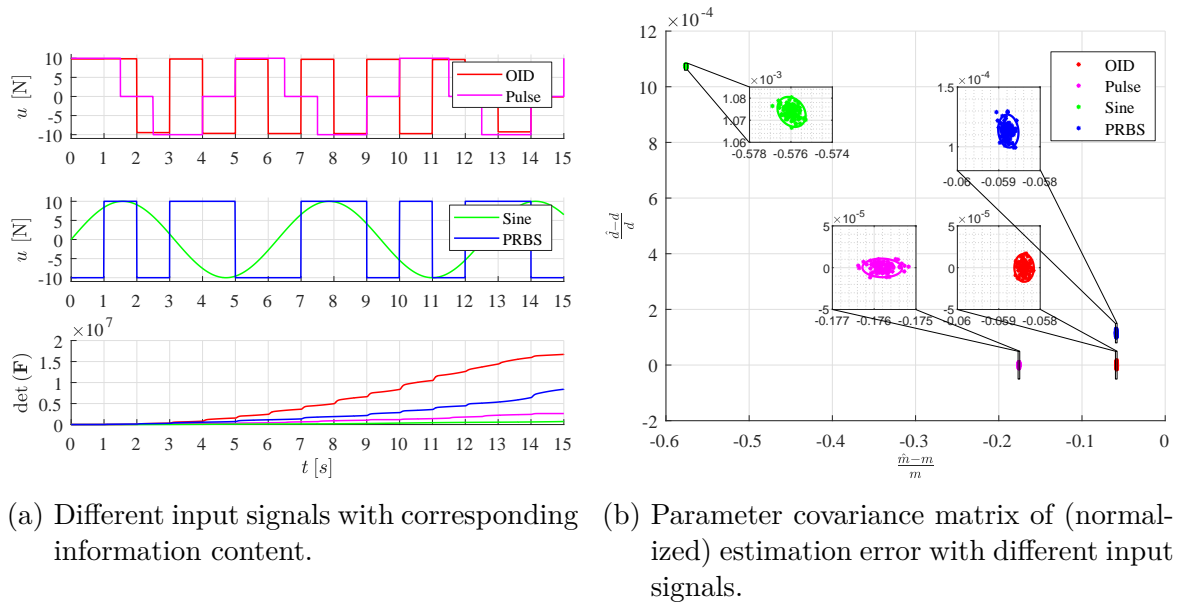 10
5
0
-5
-10
u [N]
OID
Pulse
0 1 2 3 4 5 6 7 8 9 10 11 12 13 14 15
10
5
0
-5
-10
u [N]
Sine
PRBS
0 1 2 3 4 5 6 7 8 9 10 11 12 13 14 15
×10^7
2
1.5
1
0.5
0
det (F)
0 1 2 3 4 5 6 7 8 9 10 11 12 13 14 15
t [s]
×10^-4
12
10
8
6
4
2
0
-2
(d̂−d)/d
OID
Pulse
Sine
PRBS
×10^-3
1.08
1.07
1.06
-0.578 -0.576 -0.574
×10^-4
1.5
1
-0.06 -0.059 -0.058
×10^-5
5
0
-5
-0.177 -0.176 -0.175
×10^-5
5
0
-5
-0.06 -0.059 -0.058
-0.6 -0.5 -0.4 -0.3 -0.2 -0.1 0
(m̂−m)/m
(a) Different input signals with corresponding
information content.
(b) Parameter covariance matrix of (normal-
ized) estimation error with different input
signals.